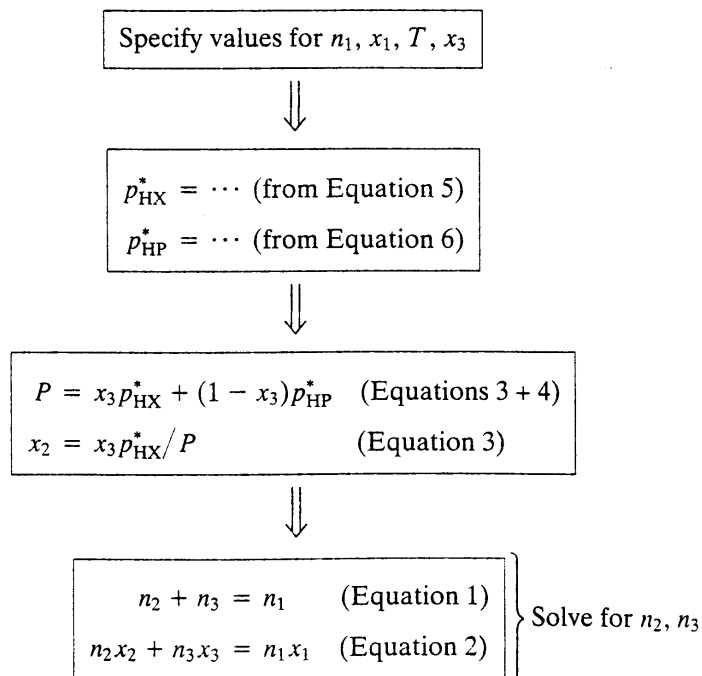 Specify values for n₁, x₁, T, x₃
p*HX = ··· (from Equation 5)
p*HP = ··· (from Equation 6)
P = x₃p*HX + (1 − x₃)p*HP (Equations 3 + 4)
x₂ = x₃p*HX/P (Equation 3)
n₂ + n₃ = n₁ (Equation 1)
n₂x₂ + n₃x₃ = n₁x₁ (Equation 2)
Solve for n₂, n₃